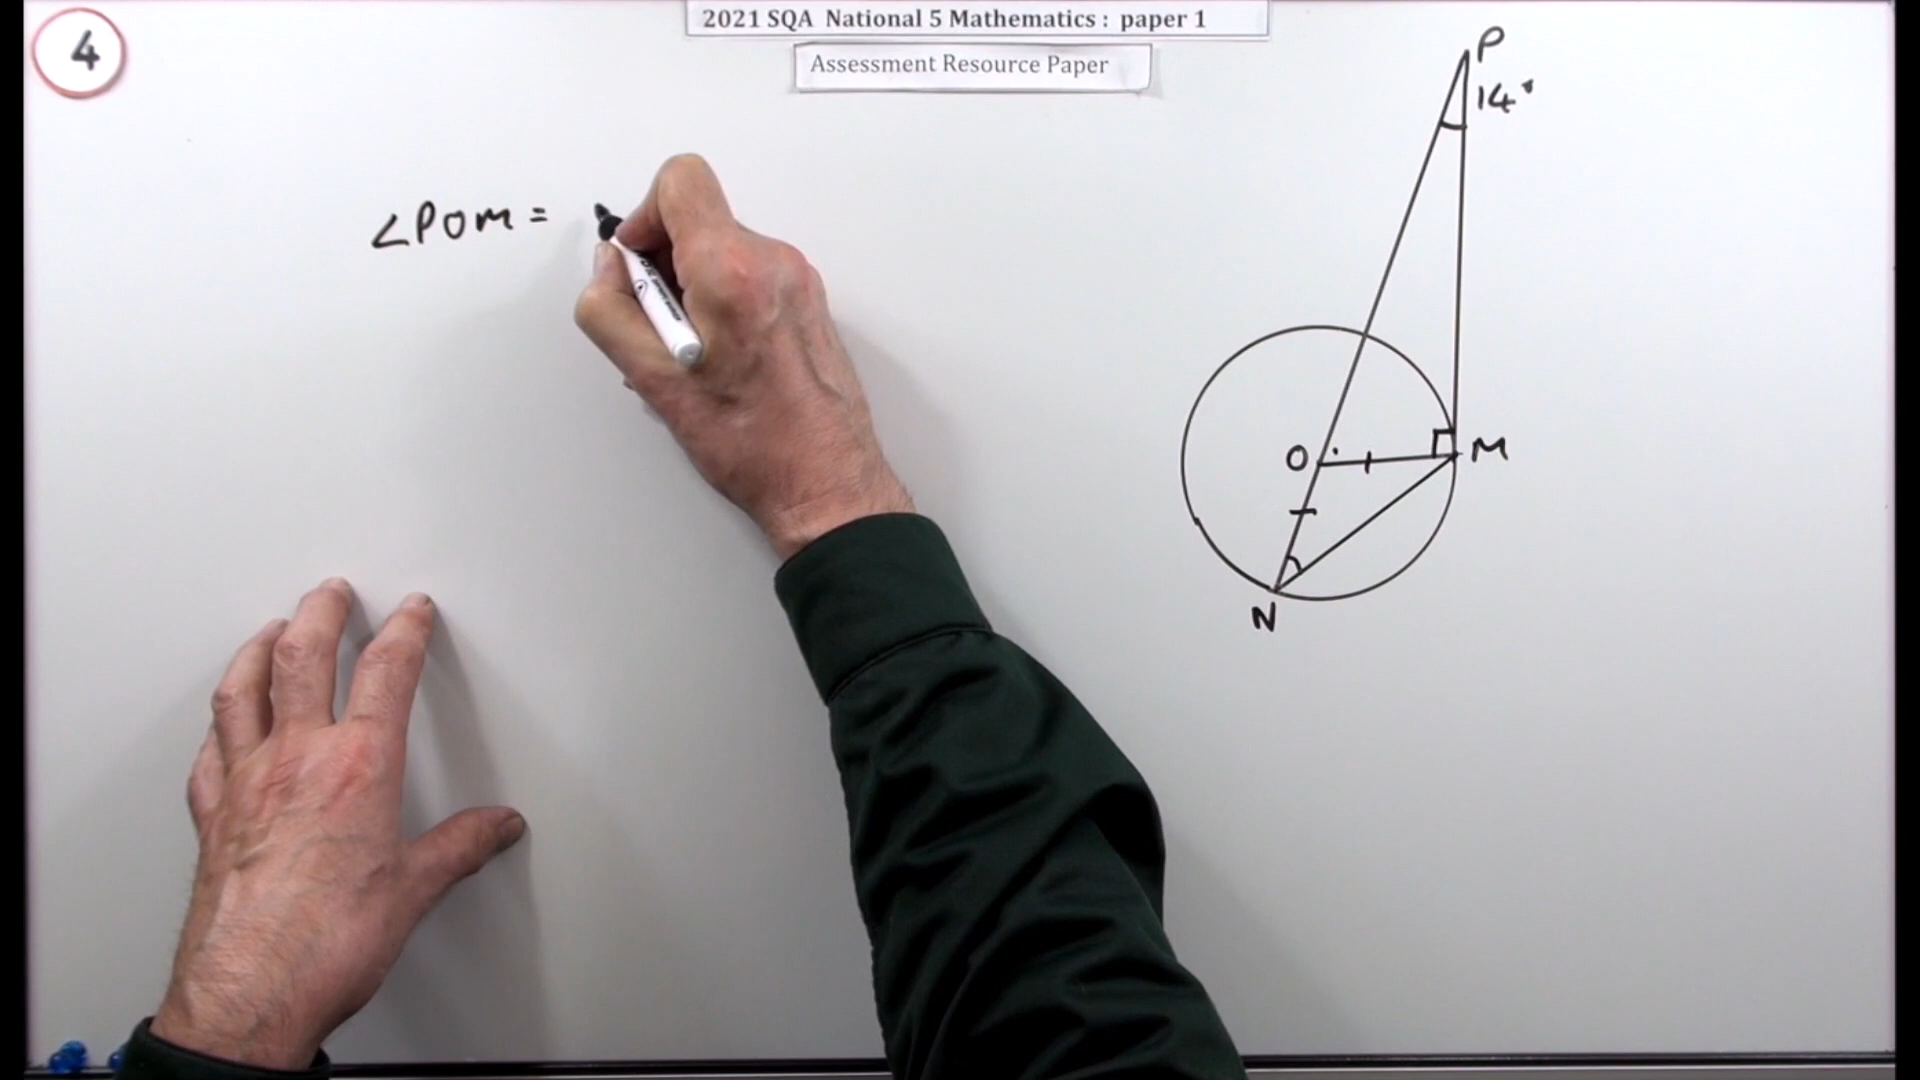 4
2021 SQA National 5 Mathematics : paper 1
Assessment Resource Paper
P
14°
∠POM =
O
M
N